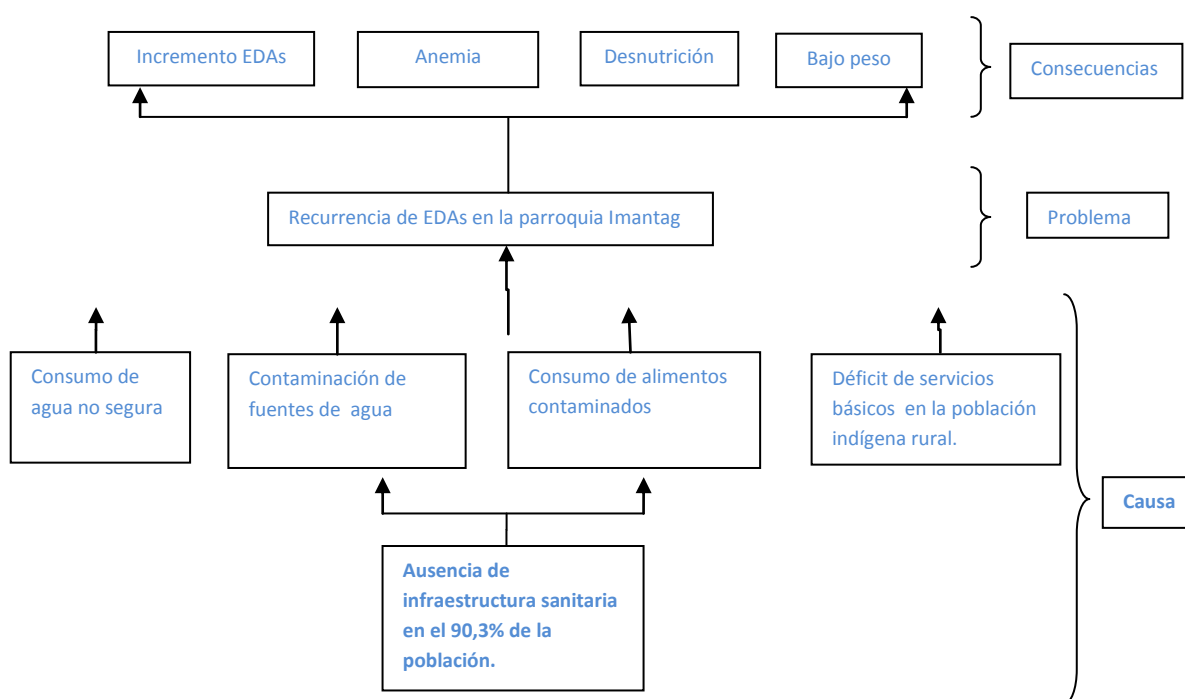 Incremento EDAs
Anemia
Desnutrición
Bajo peso
Consecuencias
Recurrencia de EDAs en la parroquia Imantag
Problema
Consumo de
agua no segura
Contaminación de
fuentes de agua
Consumo de alimentos
contaminados
Déficit de servicios
básicos en la población
indígena rural.
Causa
Ausencia de
infraestructura sanitaria
en el 90,3% de la
población.